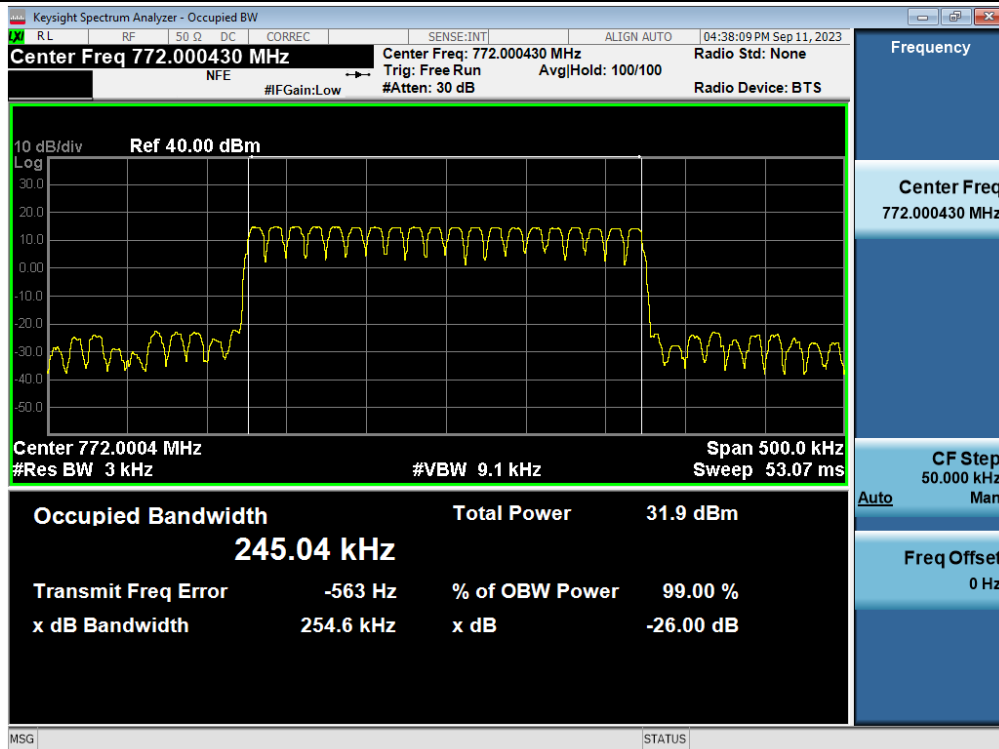 Keysight Spectrum Analyzer - Occupied BW
LXI RL RF 50 Ω DC CORREC SENSE:INT ALIGN AUTO 04:38:09 PM Sep 11, 2023
Center Freq 772.000430 MHz
NFE
#IFGain:Low
Center Freq: 772.000430 MHz
Trig: Free Run Avg|Hold: 100/100
#Atten: 30 dB
Radio Std: None
Radio Device: BTS
10 dB/div Ref 40.00 dBm
Log
30.0
20.0
10.0
0.00
-10.0
-20.0
-30.0
-40.0
-50.0
Center 772.0004 MHz Span 500.0 kHz
#Res BW 3 kHz #VBW 9.1 kHz Sweep 53.07 ms
Occupied Bandwidth Total Power 31.9 dBm
245.04 kHz
Transmit Freq Error -563 Hz % of OBW Power 99.00 %
x dB Bandwidth 254.6 kHz x dB -26.00 dB
Frequency
Center Freq
772.000430 MHz
CF Step
50.000 kHz
Auto Man
Freq Offset
0 Hz
MSG STATUS